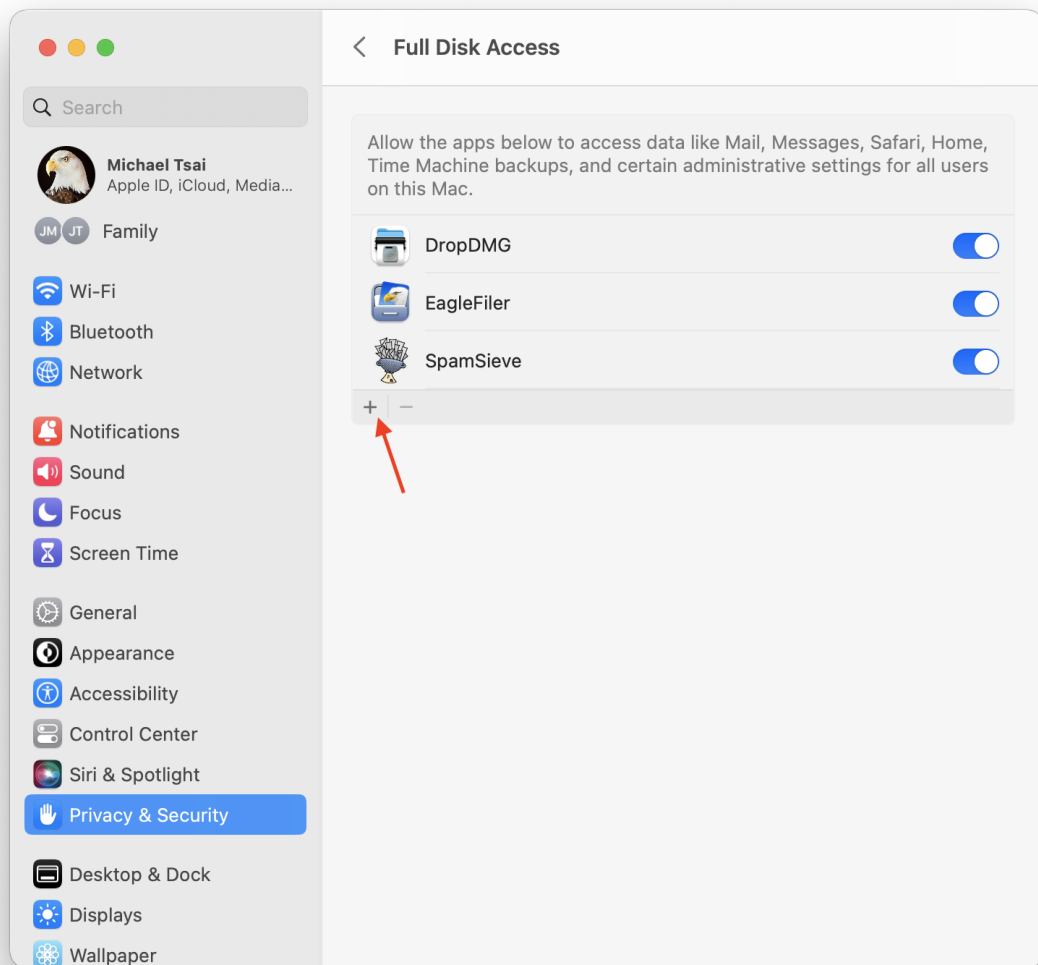 Full Disk Access
Search
Michael Tsai
Apple ID, iCloud, Media...
JM JT Family
Wi-Fi
Bluetooth
Network
Notifications
Sound
Focus
Screen Time
General
Appearance
Accessibility
Control Center
Siri & Spotlight
Privacy & Security
Desktop & Dock
Displays
Wallpaper
Allow the apps below to access data like Mail, Messages, Safari, Home,
Time Machine backups, and certain administrative settings for all users
on this Mac.
DropDMG
EagleFiler
SpamSieve